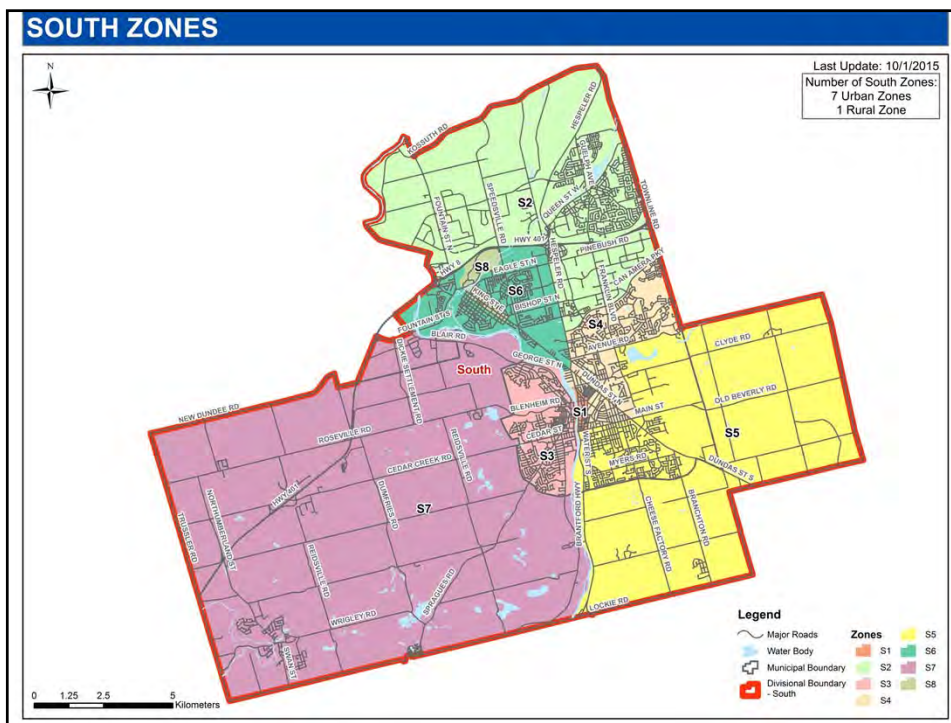 SOUTH ZONES
N
Last Update: 10/1/2015
Number of South Zones:
7 Urban Zones
1 Rural Zone
KOSSUTH RD
HESPELER RD
GUELPH AVE
FOUNTAIN ST N
SPEEDSVILLE RD
S2
QUEEN ST W
TOWNLINE RD
HWY 401
PINEBUSH RD
HWY 8
S8
EAGLE ST N
HESPELER RD
FRANKLIN BLVD
CAN AMERA PKY
KING ST E
S6
BISHOP ST N
FOUNTAIN ST S
S4
BLAIR RD
AVENUE RD
CLYDE RD
DICKIE SETTLEMENT RD
South
GEORGE ST N
DUNDAS ST N
NEW DUNDEE RD
BLENHEIM RD
S1
MAIN ST
OLD BEVERLY RD
ROSEVILLE RD
CEDAR ST
S5
REIDSVILLE RD
S3
WATER ST S
MYERS RD
DUNDAS ST S
CEDAR CREEK RD
HWY 401
DUMFRIES RD
S7
TRUSSLER RD
NORTHUMBERLAND ST
BRANTFORD HWY
CHEESE FACTORY RD
BRANCHTON RD
REIDSVILLE RD
SPRAGUES RD
WRIGLEY RD
LOCKIE RD
SWAN ST
Legend
Major Roads
Water Body
Municipal Boundary
Divisional Boundary
- South
Zones
S1
S2
S3
S4
S5
S6
S7
S8
0 1.25 2.5 5
Kilometers